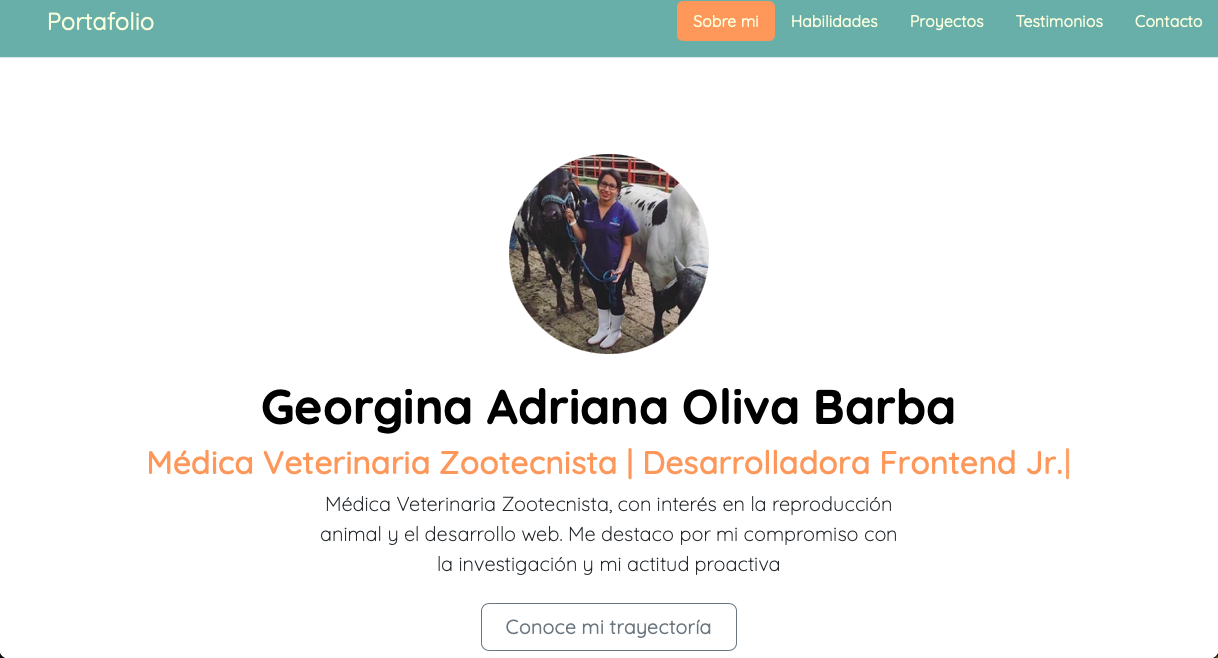 Portafolio
Sobre mi
Habilidades
Proyectos
Testimonios
Contacto
Georgina Adriana Oliva Barba
Médica Veterinaria Zootecnista | Desarrolladora Frontend Jr.|
Médica Veterinaria Zootecnista, con interés en la reproducción
animal y el desarrollo web. Me destaco por mi compromiso con
la investigación y mi actitud proactiva
Conoce mi trayectoría